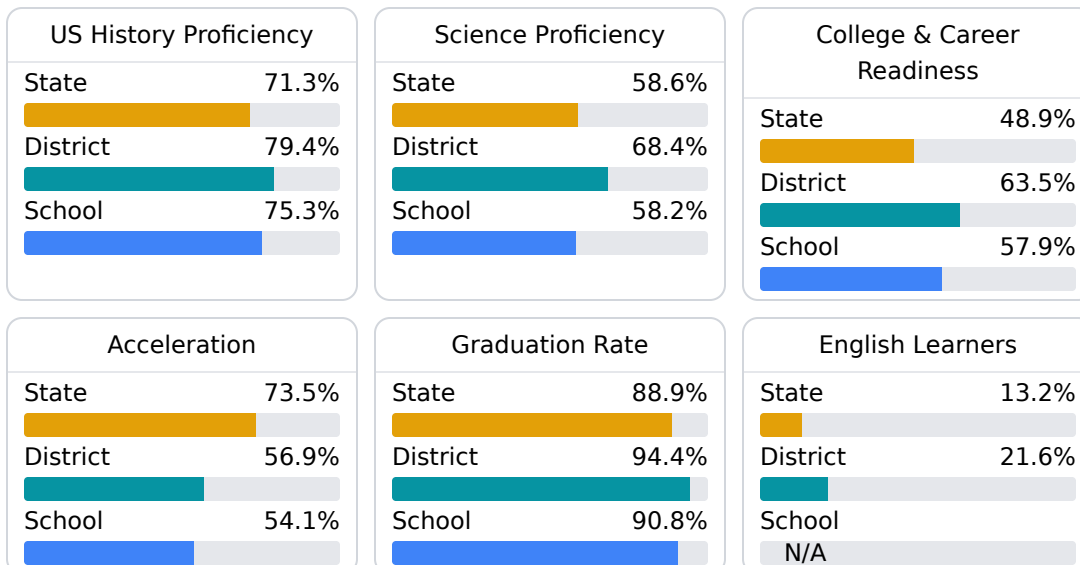 US History Proficiency
State 71.3%
District 79.4%
School 75.3%
Science Proficiency
State 58.6%
District 68.4%
School 58.2%
College & Career
Readiness
State 48.9%
District 63.5%
School 57.9%
Acceleration
State 73.5%
District 56.9%
School 54.1%
Graduation Rate
State 88.9%
District 94.4%
School 90.8%
English Learners
State 13.2%
District 21.6%
School
N/A